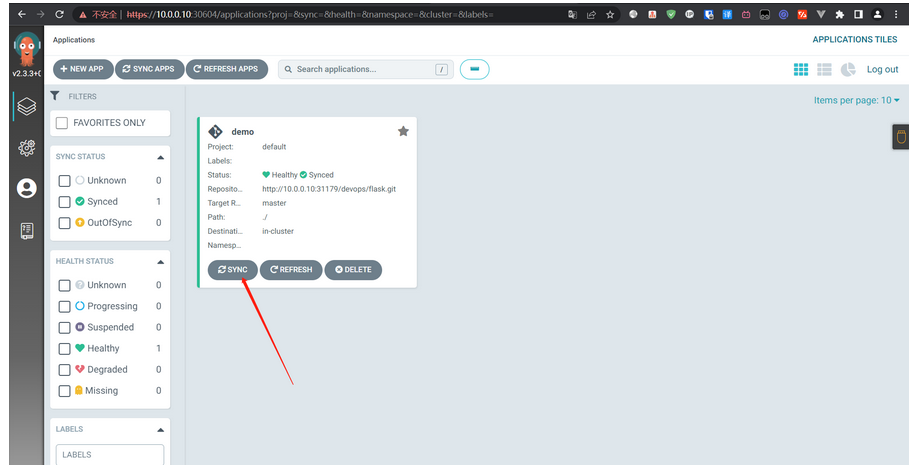 不安全 | https://10.0.0.10:30604/applications?proj=&sync=&health=&namespace=&cluster=&labels=
Applications
APPLICATIONS TILES
v2.3.3+
+ NEW APP
SYNC APPS
REFRESH APPS
Search applications...
/
Log out
FILTERS
Items per page: 10
FAVORITES ONLY
SYNC STATUS
Unknown 0
Synced 1
OutOfSync 0
HEALTH STATUS
Unknown 0
Progressing 0
Suspended 0
Healthy 1
Degraded 0
Missing 0
LABELS
LABELS
demo
Project: default
Labels:
Status: Healthy Synced
Reposito... http://10.0.0.10:31179/devops/flask.git
Target R... master
Path: ./
Destinati... in-cluster
Namesp...
SYNC
REFRESH
DELETE